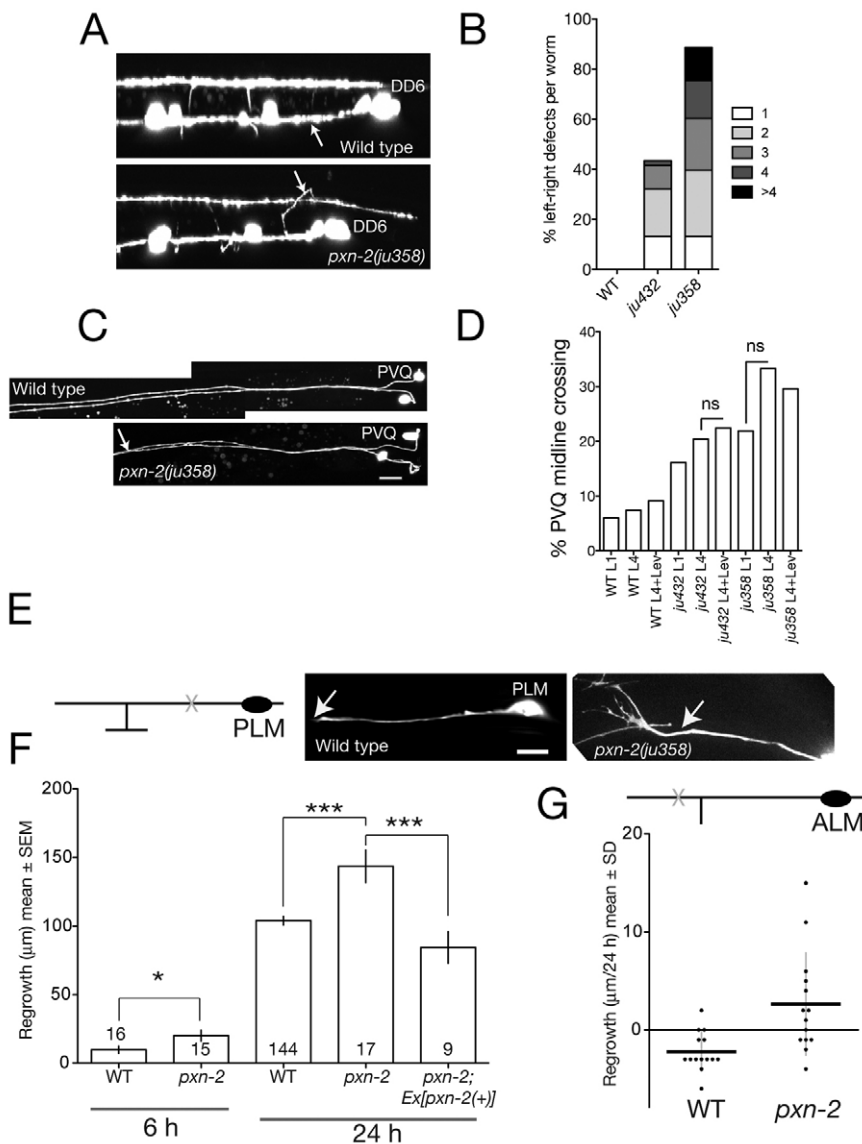 A
DD6
Wild type
DD6
pxn-2(ju358)
B
% left-right defects per worm
100
80
60
40
20
0
WT
ju432
ju358
1
2
3
4
>4
C
Wild type
PVQ
PVQ
pxn-2(ju358)
D
% PVQ midline crossing
40
30
20
10
0
ns
ns
WT L1
WT L4
WT L4+Lev
ju432 L1
ju432 L4
ju432 L4+Lev
ju358 L1
ju358 L4
ju358 L4+Lev
E
X
PLM
PLM
Wild type
pxn-2(ju358)
F
Regrowth (μm) mean ± SEM
200
150
100
50
0
*
***
***
16
15
144
17
9
WT
pxn-2
WT
pxn-2
pxn-2;
Ex[pxn-2(+)]
6 h
24 h
G
X
ALM
Regrowth (μm/24 h) mean ± SD
20
10
0
WT
pxn-2